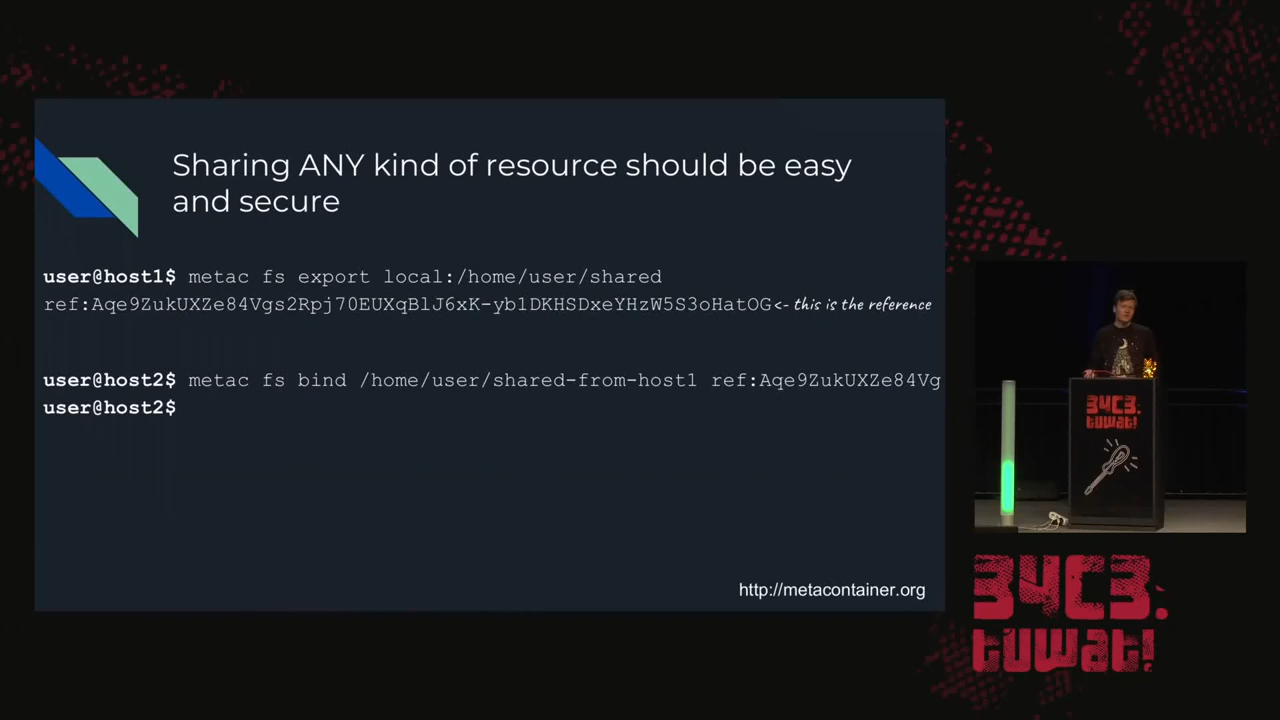 Sharing ANY kind of resource should be easy
and secure
user@host1$ metac fs export local:/home/user/shared
ref:Aqe9ZukUXZe84Vgs2Rpj70EUXqBlJ6xK-yb1DKHSDxeYHzW5S3oHatOG<- this is the reference
user@host2$ metac fs bind /home/user/shared-from-host1 ref:Aqe9ZukUXZe84Vg
user@host2$
http://metacontainer.org
34C3.
tuwat!
34C3.
tuwat!